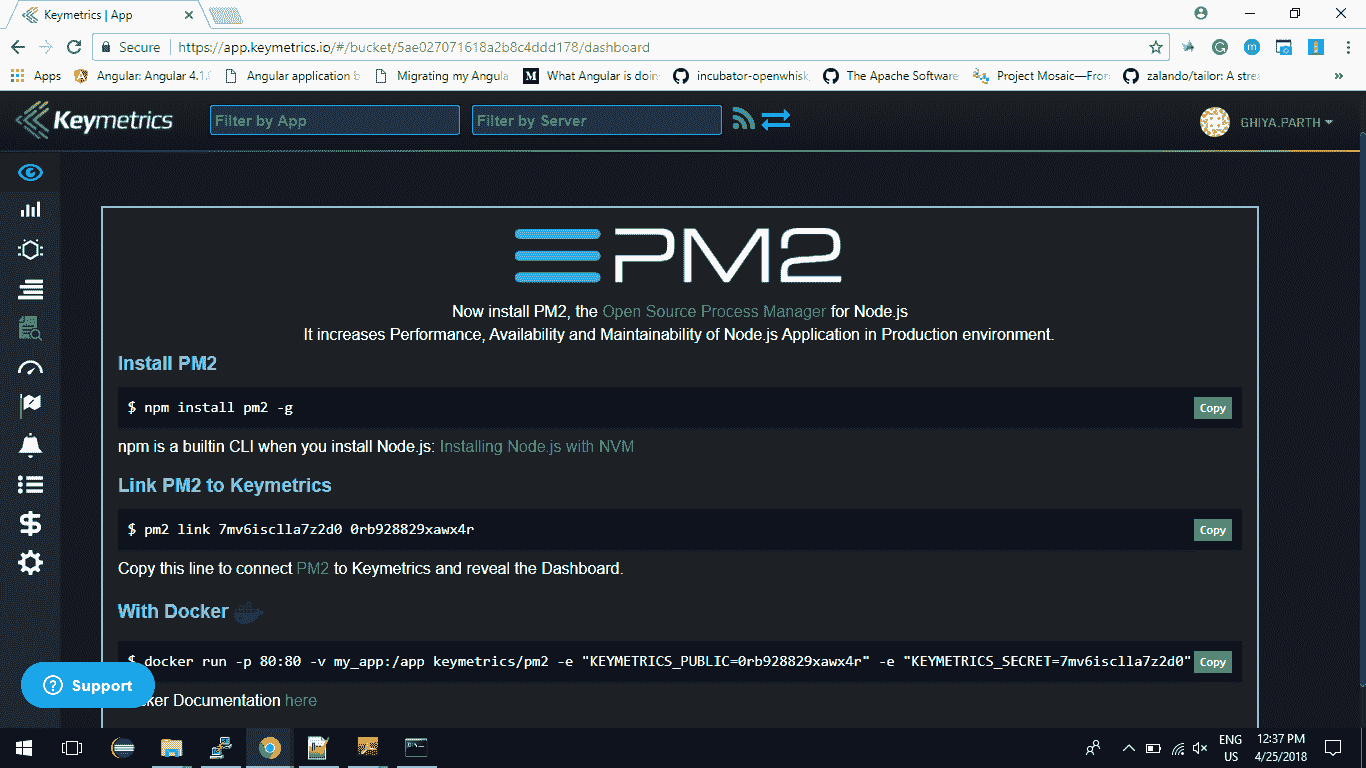 Keymetrics | App
Secure https://app.keymetrics.io/#/bucket/5ae027071618a2b8c4ddd178/dashboard
Apps Angular: Angular 4.1. Angular application b Migrating my Angula What Angular is doin incubator-openwhisk, The Apache Software Project Mosaic—Fron zalando/tailor: A strea »
Keymetrics Filter by App Filter by Server GHIYA.PARTH
PM2
Now install PM2, the Open Source Process Manager for Node.js
It increases Performance, Availability and Maintainability of Node.js Application in Production environment.
Install PM2
$ npm install pm2 -g Copy
npm is a builtin CLI when you install Node.js: Installing Node.js with NVM
Link PM2 to Keymetrics
$ pm2 link 7mv6isclla7z2d0 0rb928829xawx4r Copy
Copy this line to connect PM2 to Keymetrics and reveal the Dashboard.
With Docker
$ docker run -p 80:80 -v my_app:/app keymetrics/pm2 -e "KEYMETRICS_PUBLIC=0rb928829xawx4r" -e "KEYMETRICS_SECRET=7mv6isclla7z2d0" Copy
Support
ker Documentation here
ENG 12:37 PM
US 4/25/2018